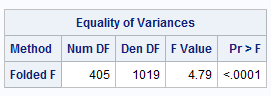 Equality of Variances
Method Num DF Den DF F Value Pr > F
Folded F 405 1019 4.79 <.0001